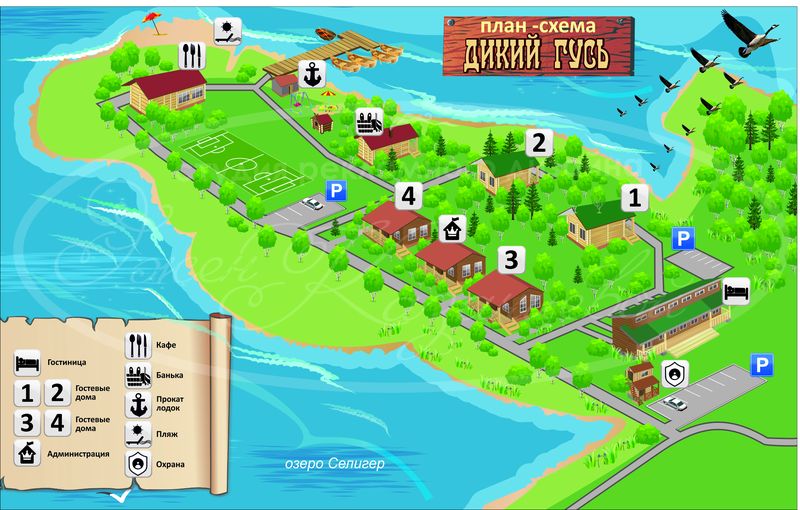 план -схема
ДИКИЙ ГУСЬ
2
P
4
1
P
3
P
Гостиница
1 2 Гостевые дома
3 4 Гостевые дома
Администрация
Кафе
Банька
Прокат лодок
Пляж
Охрана
озеро Селигер